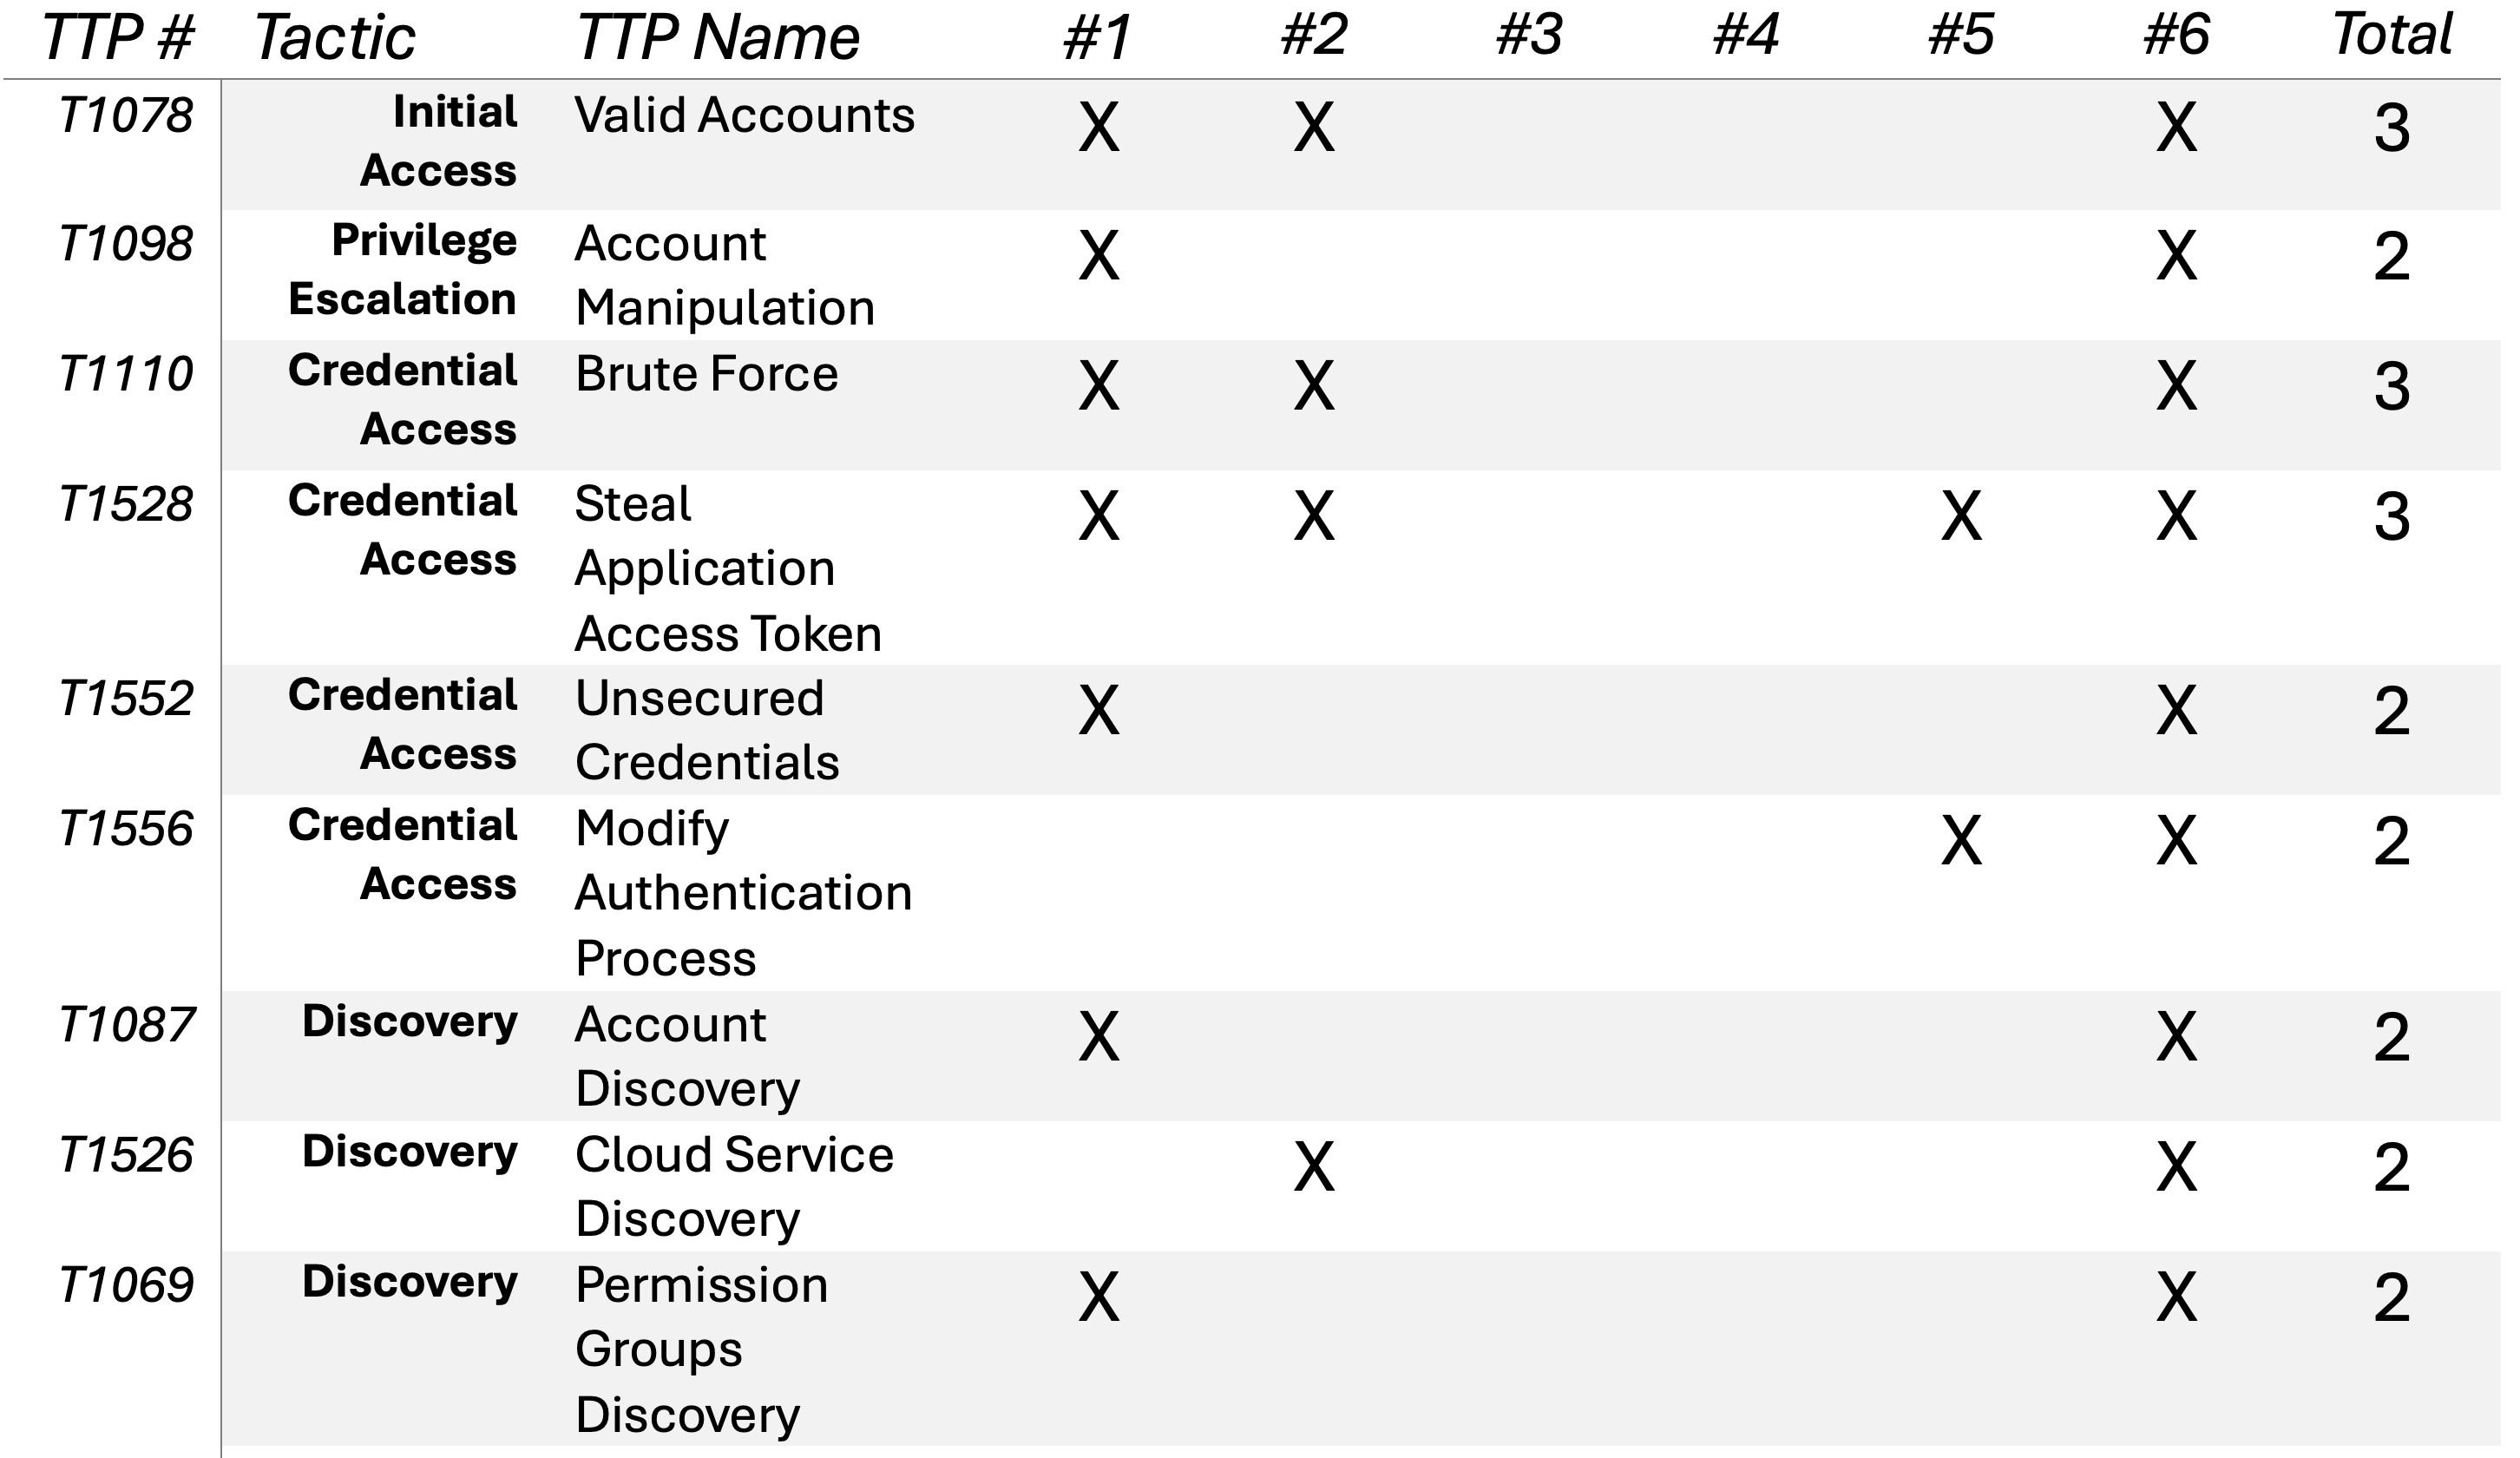 TTP # Tactic TTP Name #1 #2 #3 #4 #5 #6 Total
T1078 Initial Valid Accounts X X X 3
Access
T1098 Privilege Account X X 2
Escalation Manipulation
T1110 Credential Brute Force X X X 3
Access
T1528 Credential Steal X X X X 3
Access Application
Access Token
T1552 Credential Unsecured X X 2
Access Credentials
T1556 Credential Modify X X 2
Access Authentication
Process
T1087 Discovery Account X X 2
Discovery
T1526 Discovery Cloud Service X X 2
Discovery
T1069 Discovery Permission X X 2
Groups
Discovery